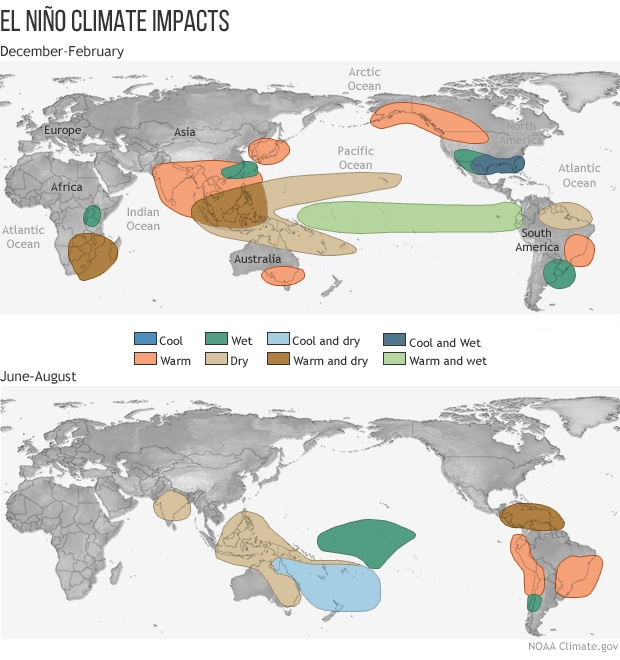 EL NIÑO CLIMATE IMPACTS
December-February
Arctic
Ocean
Europe
Asia
North
America
Pacific
Ocean
Africa
Atlantic
Ocean
Indian
Ocean
Atlantic
Ocean
South
America
Australia
Cool
Wet
Cool and dry
Cool and Wet
Warm
Dry
Warm and dry
Warm and wet
June-August
NOAA Climate.gov